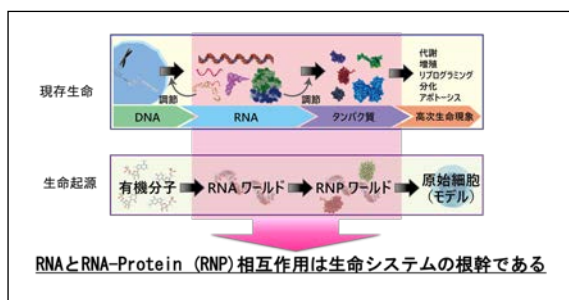 現存生命
調節
調節
代謝
増殖
リプログラミング
分化
アポトーシス
DNA
RNA
タンパク質
高次生命現象
生命起源
有機分子
RNA ワールド
RNP ワールド
原始細胞
(モデル)
RNAとRNA-Protein (RNP)相互作用は生命システムの根幹である